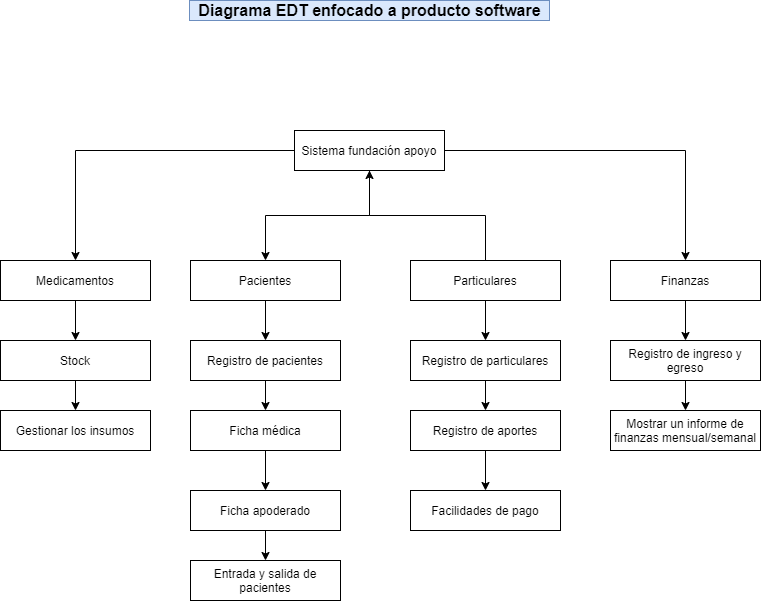 Diagrama EDT enfocado a producto software
Sistema fundación apoyo
Medicamentos
Pacientes
Particulares
Finanzas
Stock
Registro de pacientes
Registro de particulares
Registro de ingreso y
egreso
Gestionar los insumos
Ficha médica
Registro de aportes
Mostrar un informe de
finanzas mensual/semanal
Ficha apoderado
Facilidades de pago
Entrada y salida de
pacientes